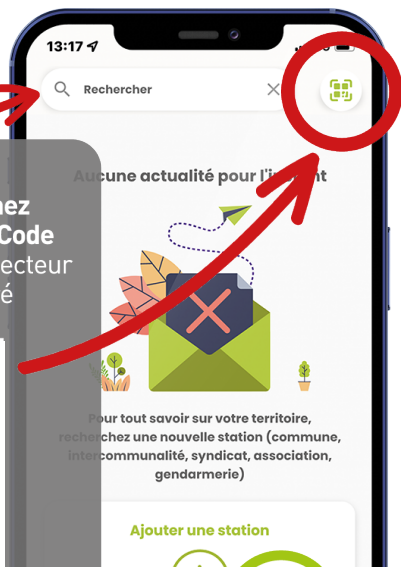 13:17
Rechercher
Aucune actualité pour l'instant
nez
Code
ecteur
é
Pour tout savoir sur votre territoire,
recherchez une nouvelle station (commune,
intercommunalité, syndicat, association,
gendarmerie)
Ajouter une station